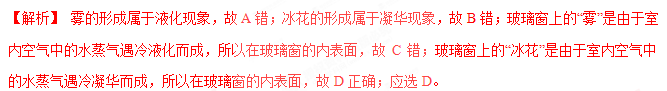 【解析】 雾的形成属于液化现象，故 A 错；冰花的形成属于凝华现象，故 B 错；玻璃窗上的“雾”是由于室
内空气中的水蒸气遇冷液化而成，所以在玻璃窗的内表面，故 C 错；玻璃窗上的“冰花”是由于室内空气中
的水蒸气遇冷凝华而成，所以在玻璃窗的内表面，故 D 正确；应选 D。